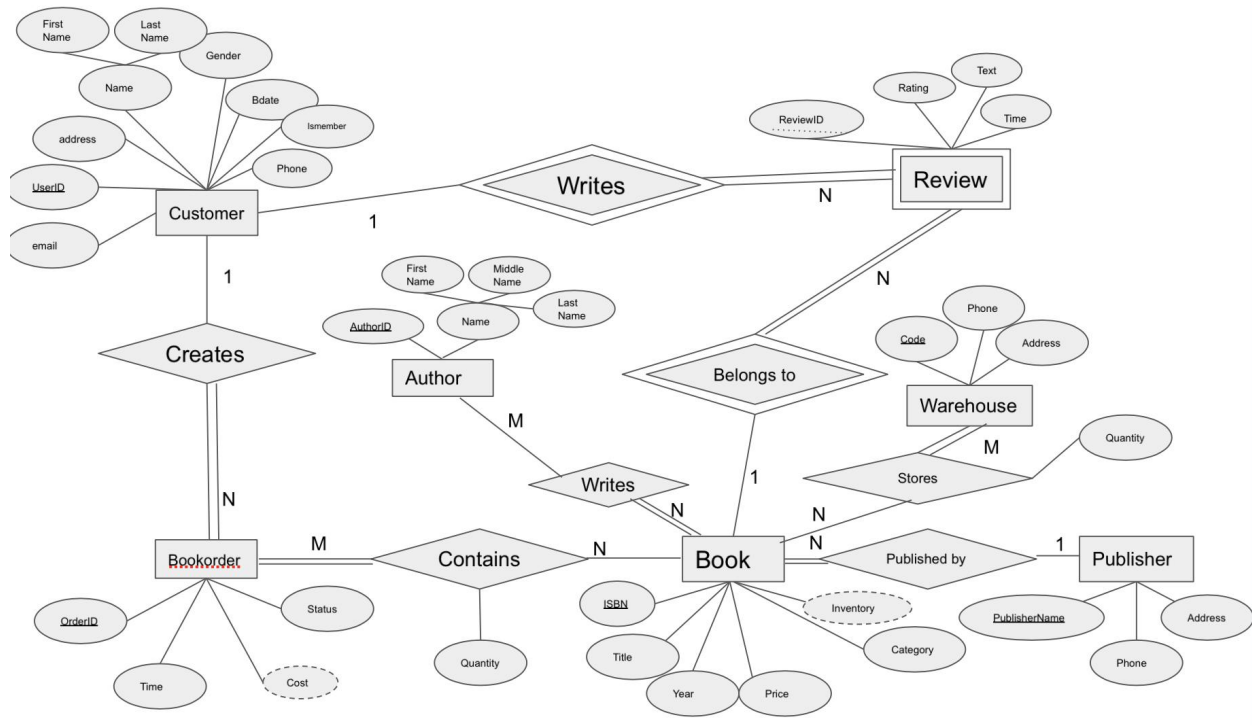 First
Name
Last
Name
Gender
Name
Bdate
Ismember
address
Phone
UserID
Customer
email
1
Writes
N
Review
ReviewID
Rating
Text
Time
1
Creates
N
First
Name
Middle
Name
Last
Name
Name
AuthorID
Author
M
Writes
N
N
Belongs to
1
Phone
Code
Address
Warehouse
M
Quantity
Stores
N
Bookorder
M
Contains
N
Book
N
Published by
1
Publisher
OrderID
Status
Time
Cost
Quantity
ISBN
Inventory
Title
Category
Year
Price
PublisherName
Address
Phone